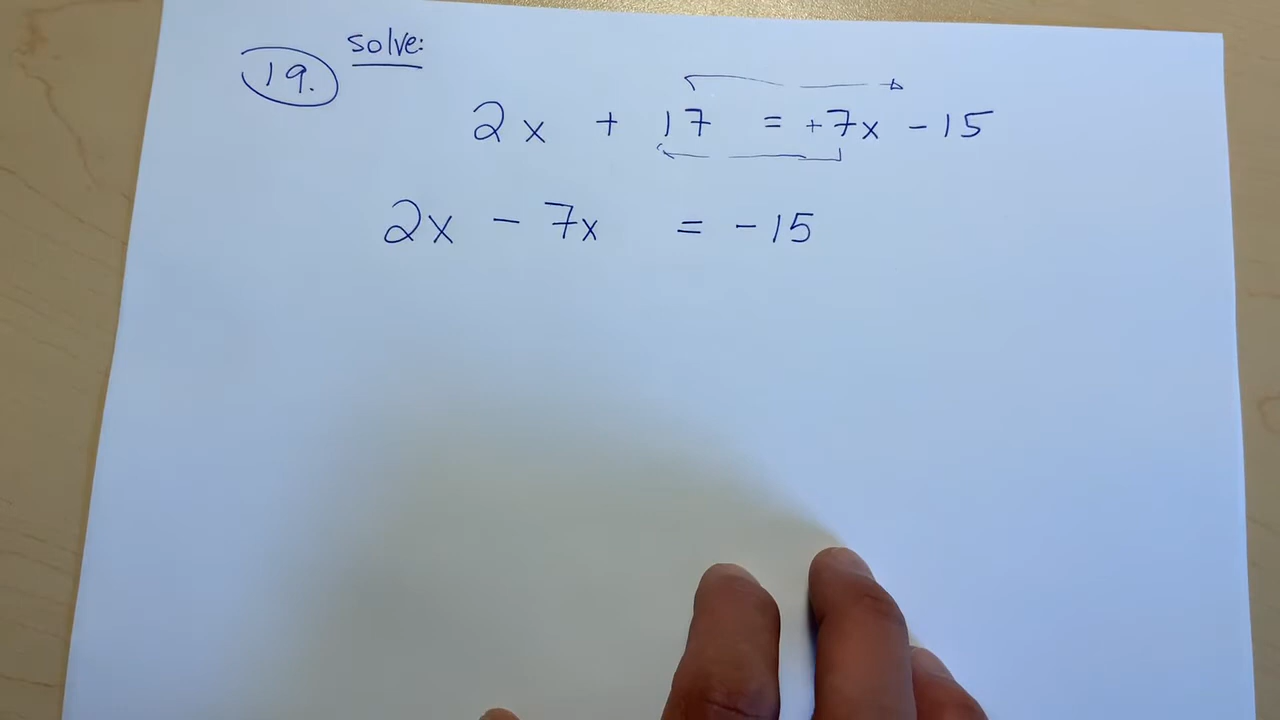 19. solve:
2x + 17 = +7x - 15
2x - 7x = -15